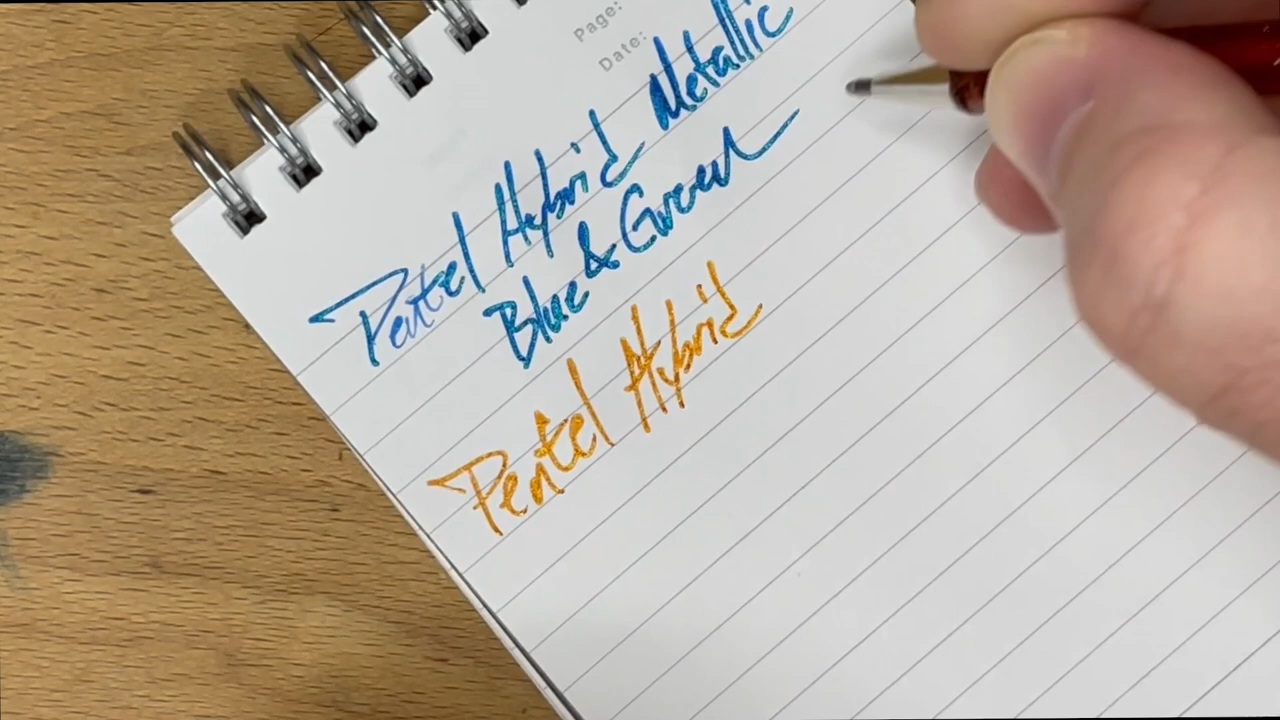 Page:
Date:
Pentel Hybrid Metallic
Blue & Green
Pentel Hybrid